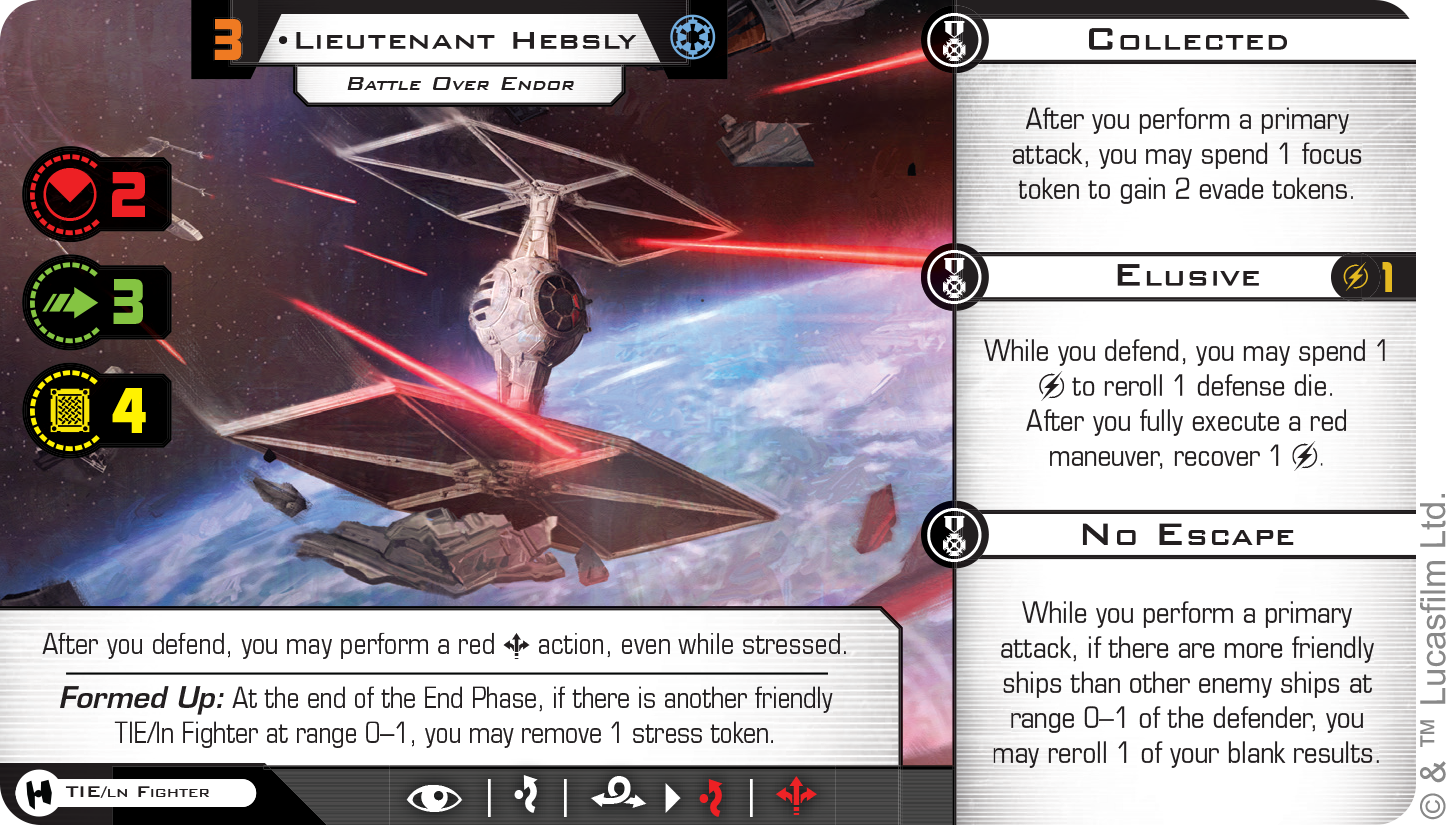 3
•Lieutenant Hebsly
Battle Over Endor
2
3
4
After you defend, you may perform a red action, even while stressed.
Formed Up: At the end of the End Phase, if there is another friendly
TIE/ln Fighter at range 0–1, you may remove 1 stress token.
TIE/ln Fighter
Collected
After you perform a primary
attack, you may spend 1 focus
token to gain 2 evade tokens.
Elusive
1
While you defend, you may spend 1
to reroll 1 defense die.
After you fully execute a red
maneuver, recover 1 .
No Escape
While you perform a primary
attack, if there are more friendly
ships than other enemy ships at
range 0–1 of the defender, you
may reroll 1 of your blank results.
© & ™ Lucasfilm Ltd.